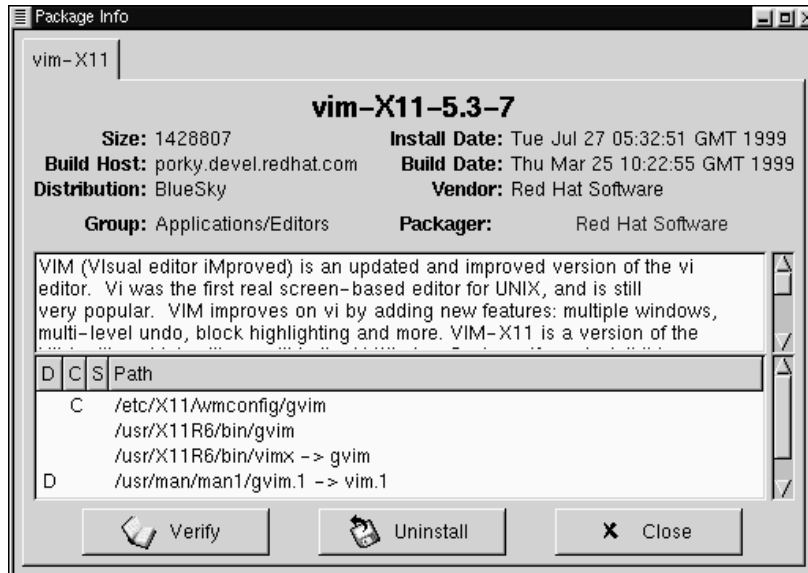 Package Info
vim-X11
vim-X11-5.3-7
Size: 1428807 Install Date: Tue Jul 27 05:32:51 GMT 1999
Build Host: porky.devel.redhat.com Build Date: Thu Mar 25 10:22:55 GMT 1999
Distribution: BlueSky Vendor: Red Hat Software
Group: Applications/Editors Packager: Red Hat Software
VIM (VIsual editor iMproved) is an updated and improved version of the vi
editor. Vi was the first real screen-based editor for UNIX, and is still
very popular. VIM improves on vi by adding new features: multiple windows,
multi-level undo, block highlighting and more. VIM-X11 is a version of the
D C S Path
C /etc/X11/wmconfig/gvim
/usr/X11R6/bin/gvim
/usr/X11R6/bin/vimx -> gvim
D /usr/man/man1/gvim.1 -> vim.1
Verify Uninstall Close